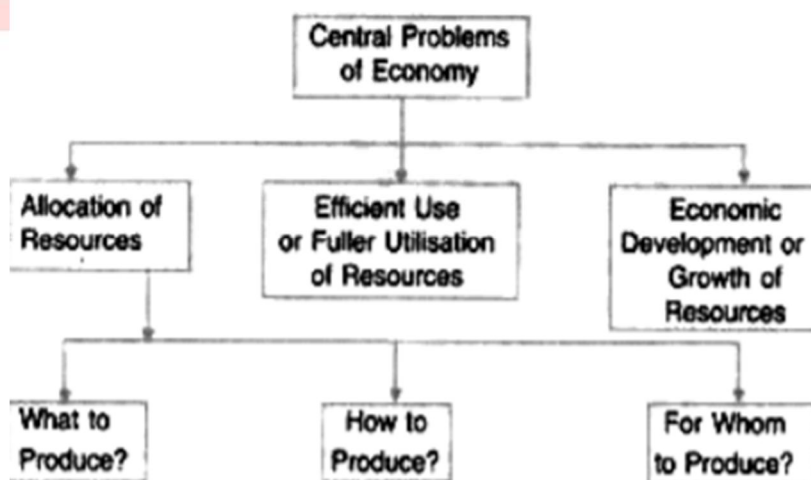 Central Problems
of Economy
Allocation of
Resources
Efficient Use
or Fuller Utilisation
of Resources
Economic
Development or
Growth of
Resources
What to
Produce?
How to
Produce?
For Whom
to Produce?